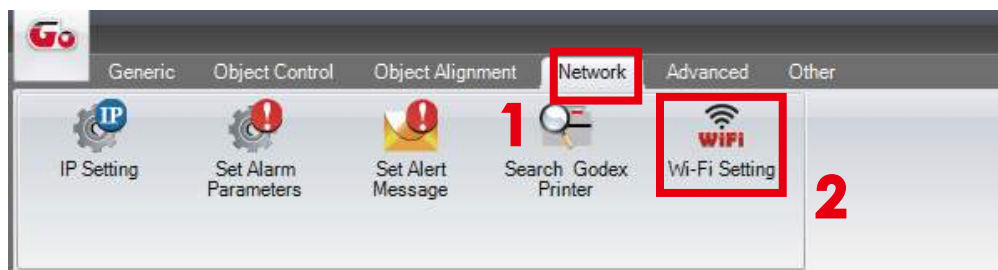 Go
Generic Object Control Object Alignment Network Advanced Other
1
IP WiFi
IP Setting Set Alarm Parameters Set Alert Message Search Godex Printer Wi-Fi Setting
2